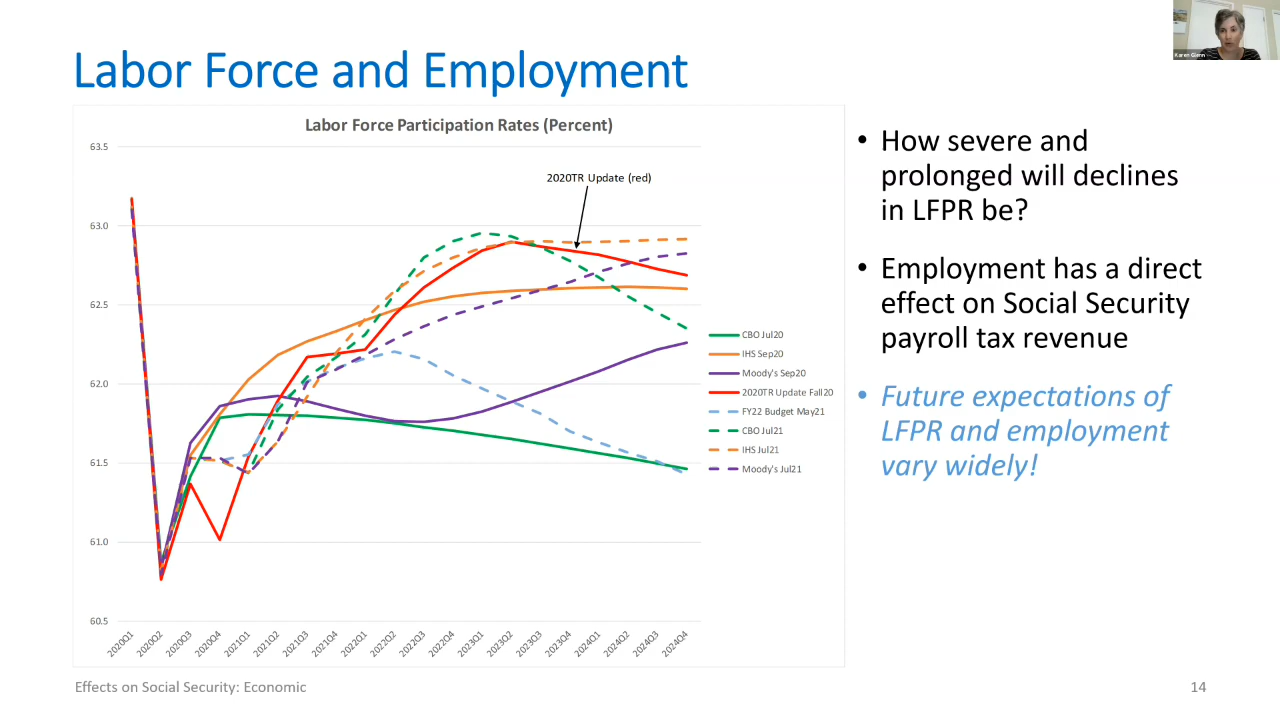 Karen Glenn
Labor Force and Employment
Labor Force Participation Rates (Percent)
63.5
63.0
62.5
62.0
61.5
61.0
60.5
2020TR Update (red)
2020Q1
2020Q2
2020Q3
2020Q4
2021Q1
2021Q2
2021Q3
2021Q4
2022Q1
2022Q2
2022Q3
2022Q4
2023Q1
2023Q2
2023Q3
2023Q4
2024Q1
2024Q2
2024Q3
2024Q4
CBO Jul20
IHS Sep20
Moody's Sep20
2020TR Update Fall20
FY22 Budget May21
CBO Jul21
IHS Jul21
Moody's Jul21
• How severe and
prolonged will declines
in LFPR be?
• Employment has a direct
effect on Social Security
payroll tax revenue
• Future expectations of
LFPR and employment
vary widely!
Effects on Social Security: Economic
14